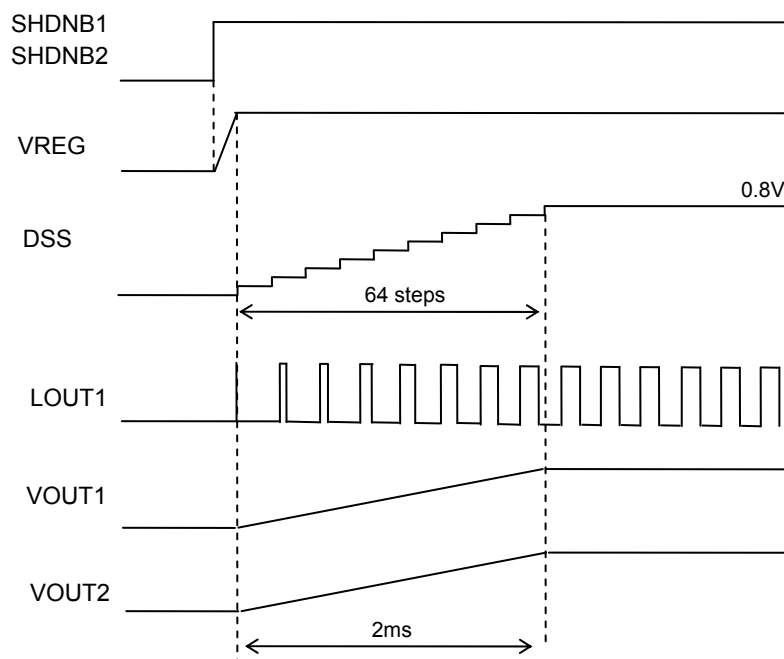 SHDNB1
SHDNB2
VREG
0.8V
DSS
64 steps
LOUT1
VOUT1
VOUT2
2ms